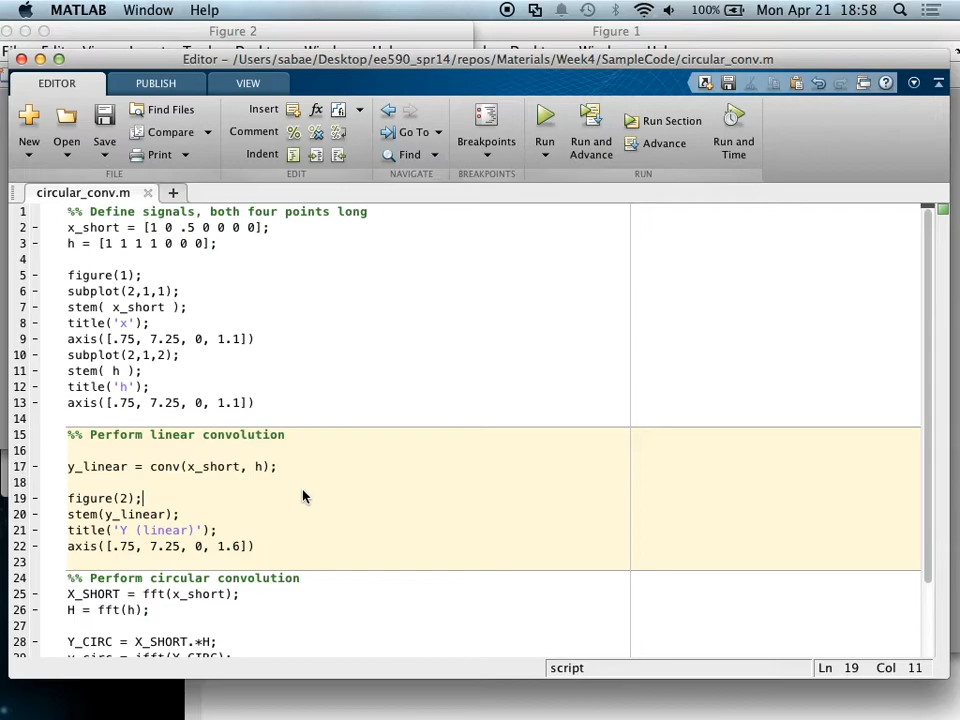 MATLAB Window Help 100% Mon Apr 21 18:58
Figure 2 Figure 1
Editor – /Users/sabae/Desktop/ee590_spr14/repos/Materials/Week4/SampleCode/circular_conv.m
EDITOR PUBLISH VIEW
New Open Save Find Files Compare Print
Insert fx Comment Indent
Go To Find
Breakpoints
Run Run and Advance Run Section Advance Run and Time
FILE EDIT NAVIGATE BREAKPOINTS RUN
circular_conv.m
1 %% Define signals, both four points long
2 x_short = [1 0 .5 0 0 0 0];
3 h = [1 1 1 1 0 0 0];
4
5 figure(1);
6 subplot(2,1,1);
7 stem( x_short );
8 title('x');
9 axis([.75, 7.25, 0, 1.1])
10 subplot(2,1,2);
11 stem( h );
12 title('h');
13 axis([.75, 7.25, 0, 1.1])
14
15 %% Perform linear convolution
16
17 y_linear = conv(x_short, h);
18
19 figure(2);
20 stem(y_linear);
21 title('Y (linear)');
22 axis([.75, 7.25, 0, 1.6])
23
24 %% Perform circular convolution
25 X_SHORT = fft(x_short);
26 H = fft(h);
27
28 Y_CIRC = X_SHORT.*H;
29 y_circ = ifft(Y_CIRC);
script Ln 19 Col 11